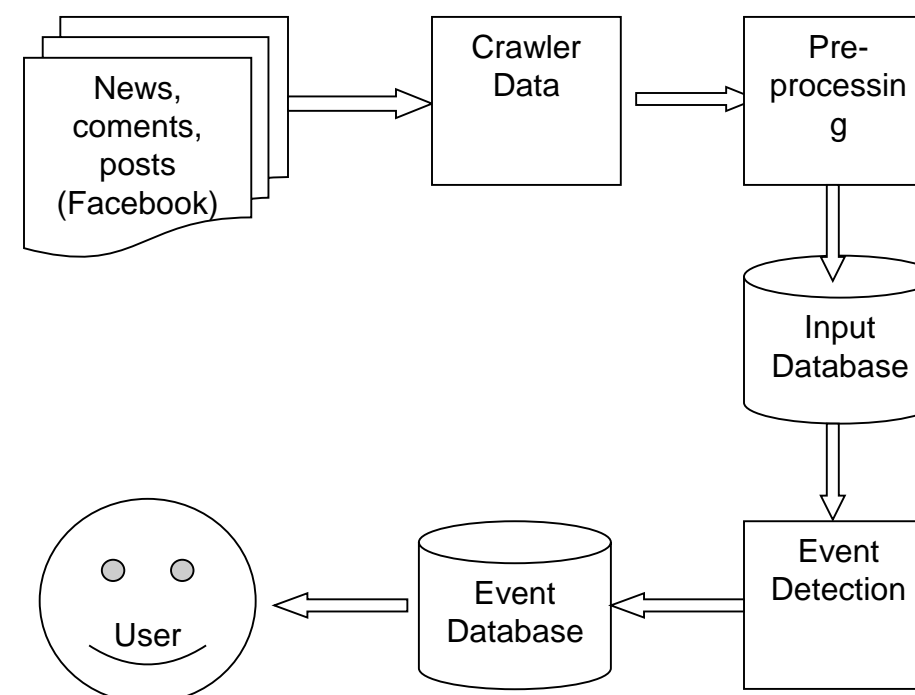 News,
coments,
posts
(Facebook)
Crawler
Data
Pre-
processin
g
Input
Database
Event
Detection
Event
Database
User